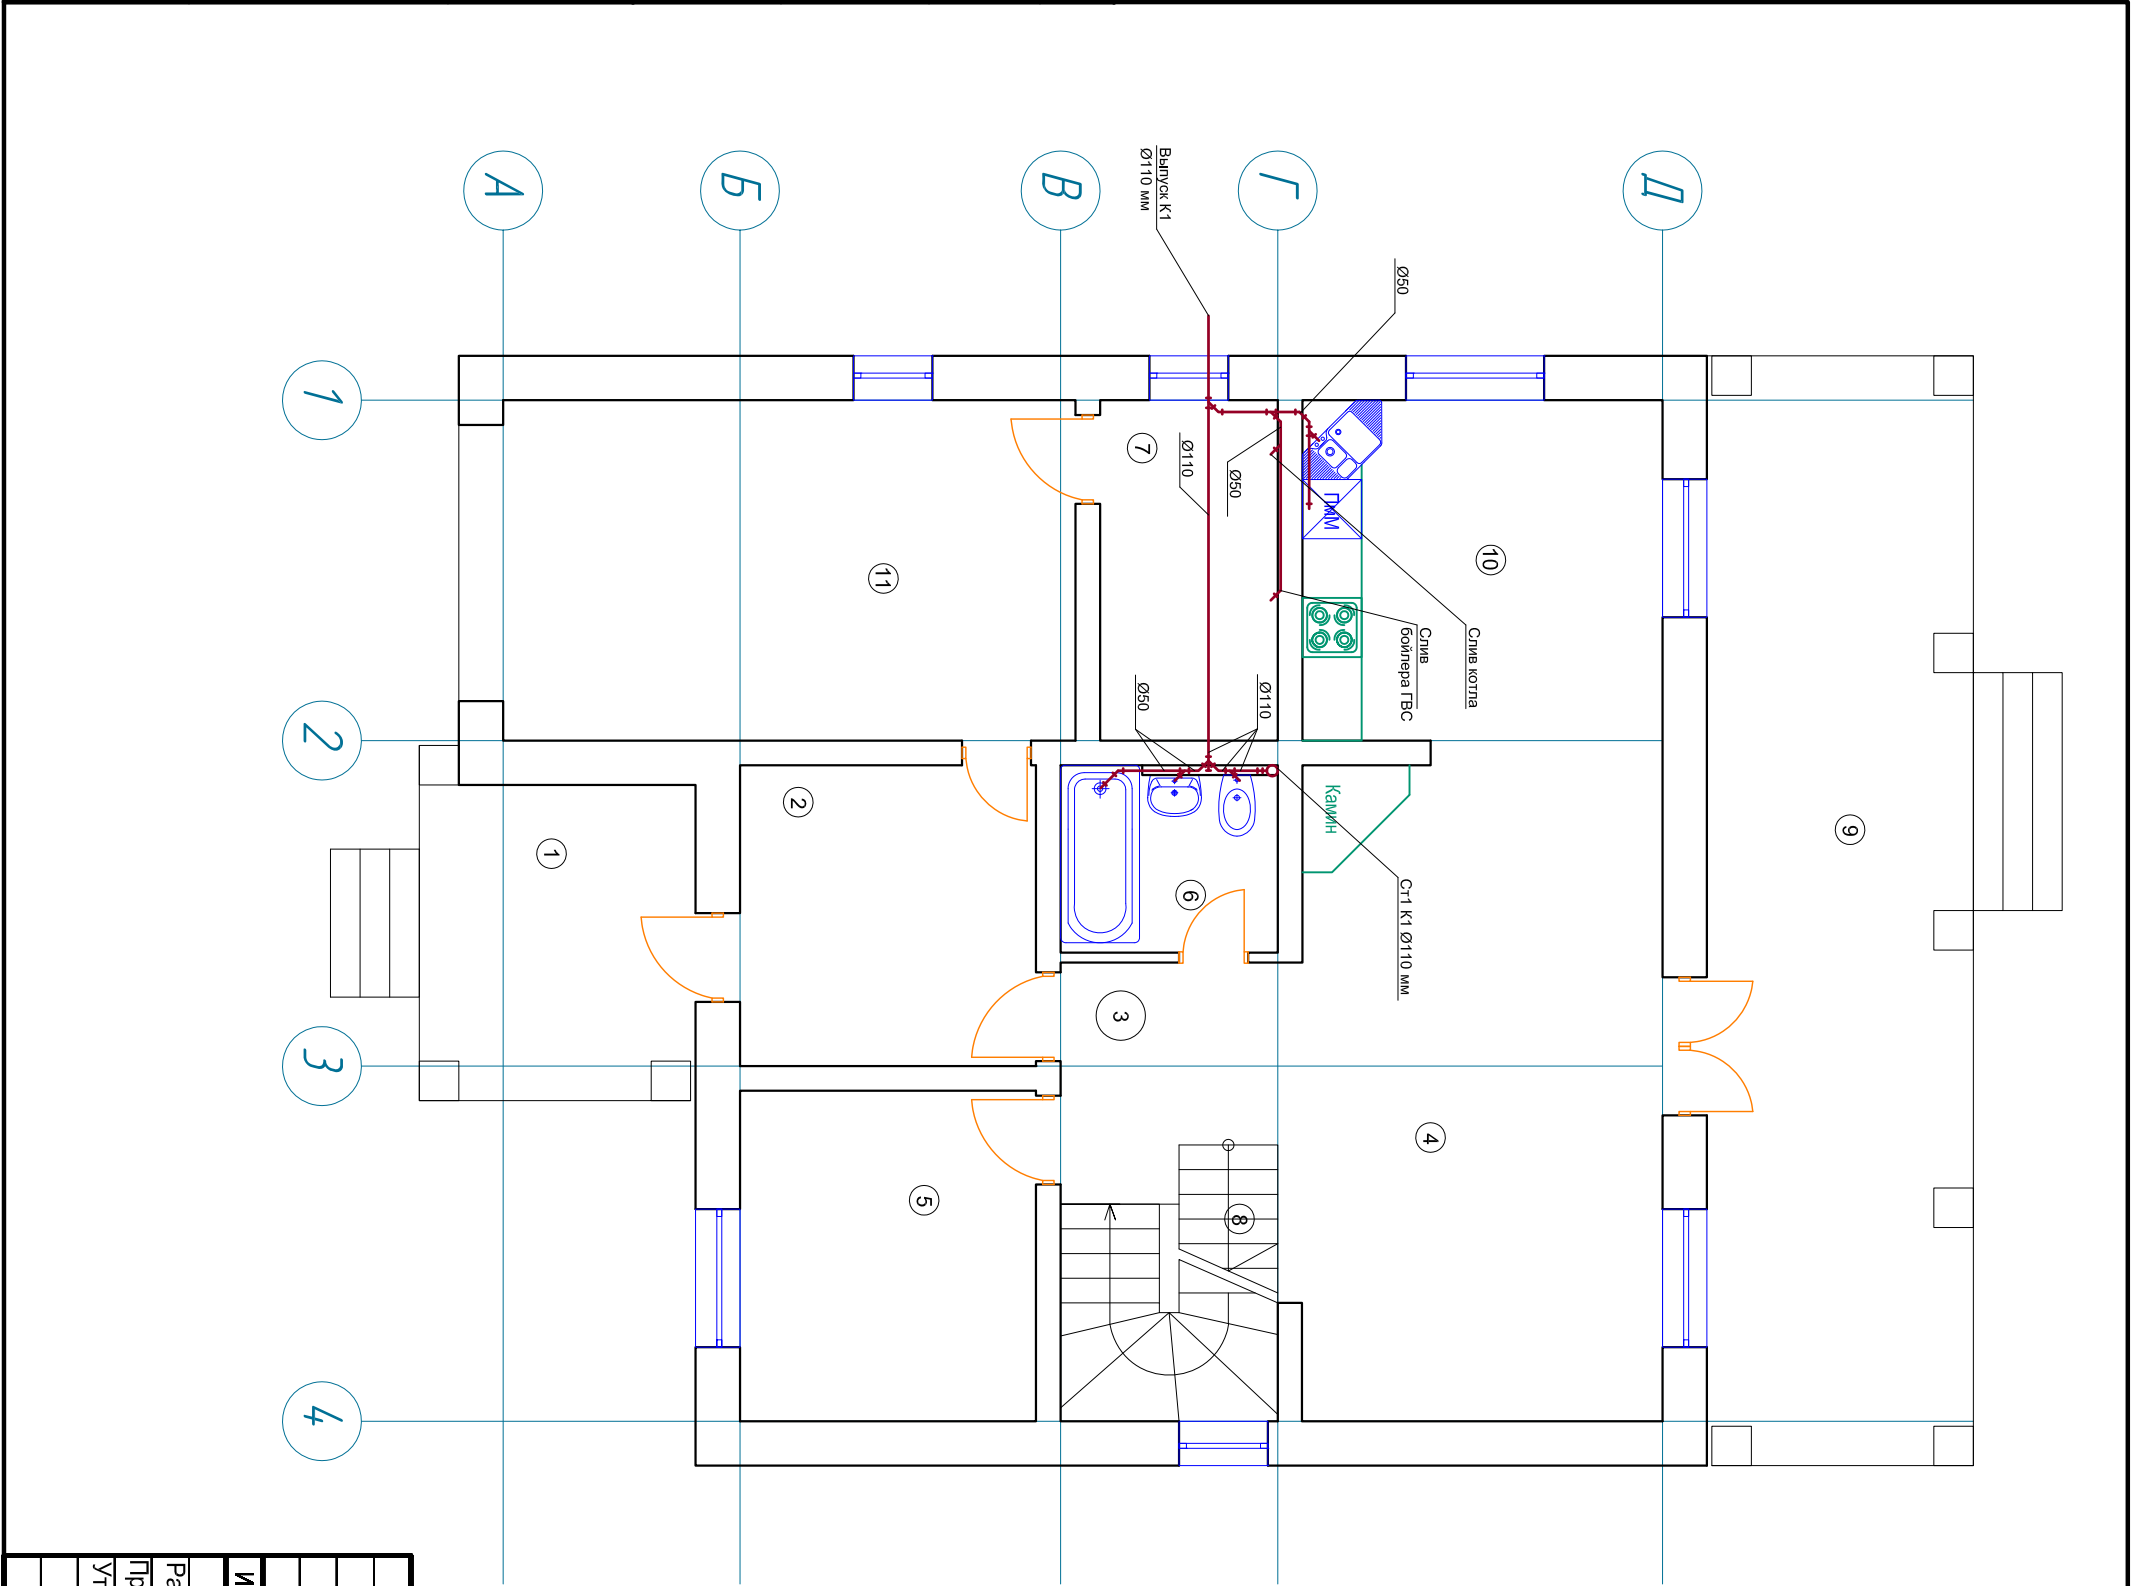 А
Б
В
Г
Д
1
2
3
4
Выпуск К1
Ø110 мм
Ø50
Ø110
Ø50
Ø50
Ø110
Слив котла
Слив
бойлера ГВС
Ст1 К1 Ø110 мм
ПММ
Камин
1
2
3
4
5
6
7
8
9
10
11